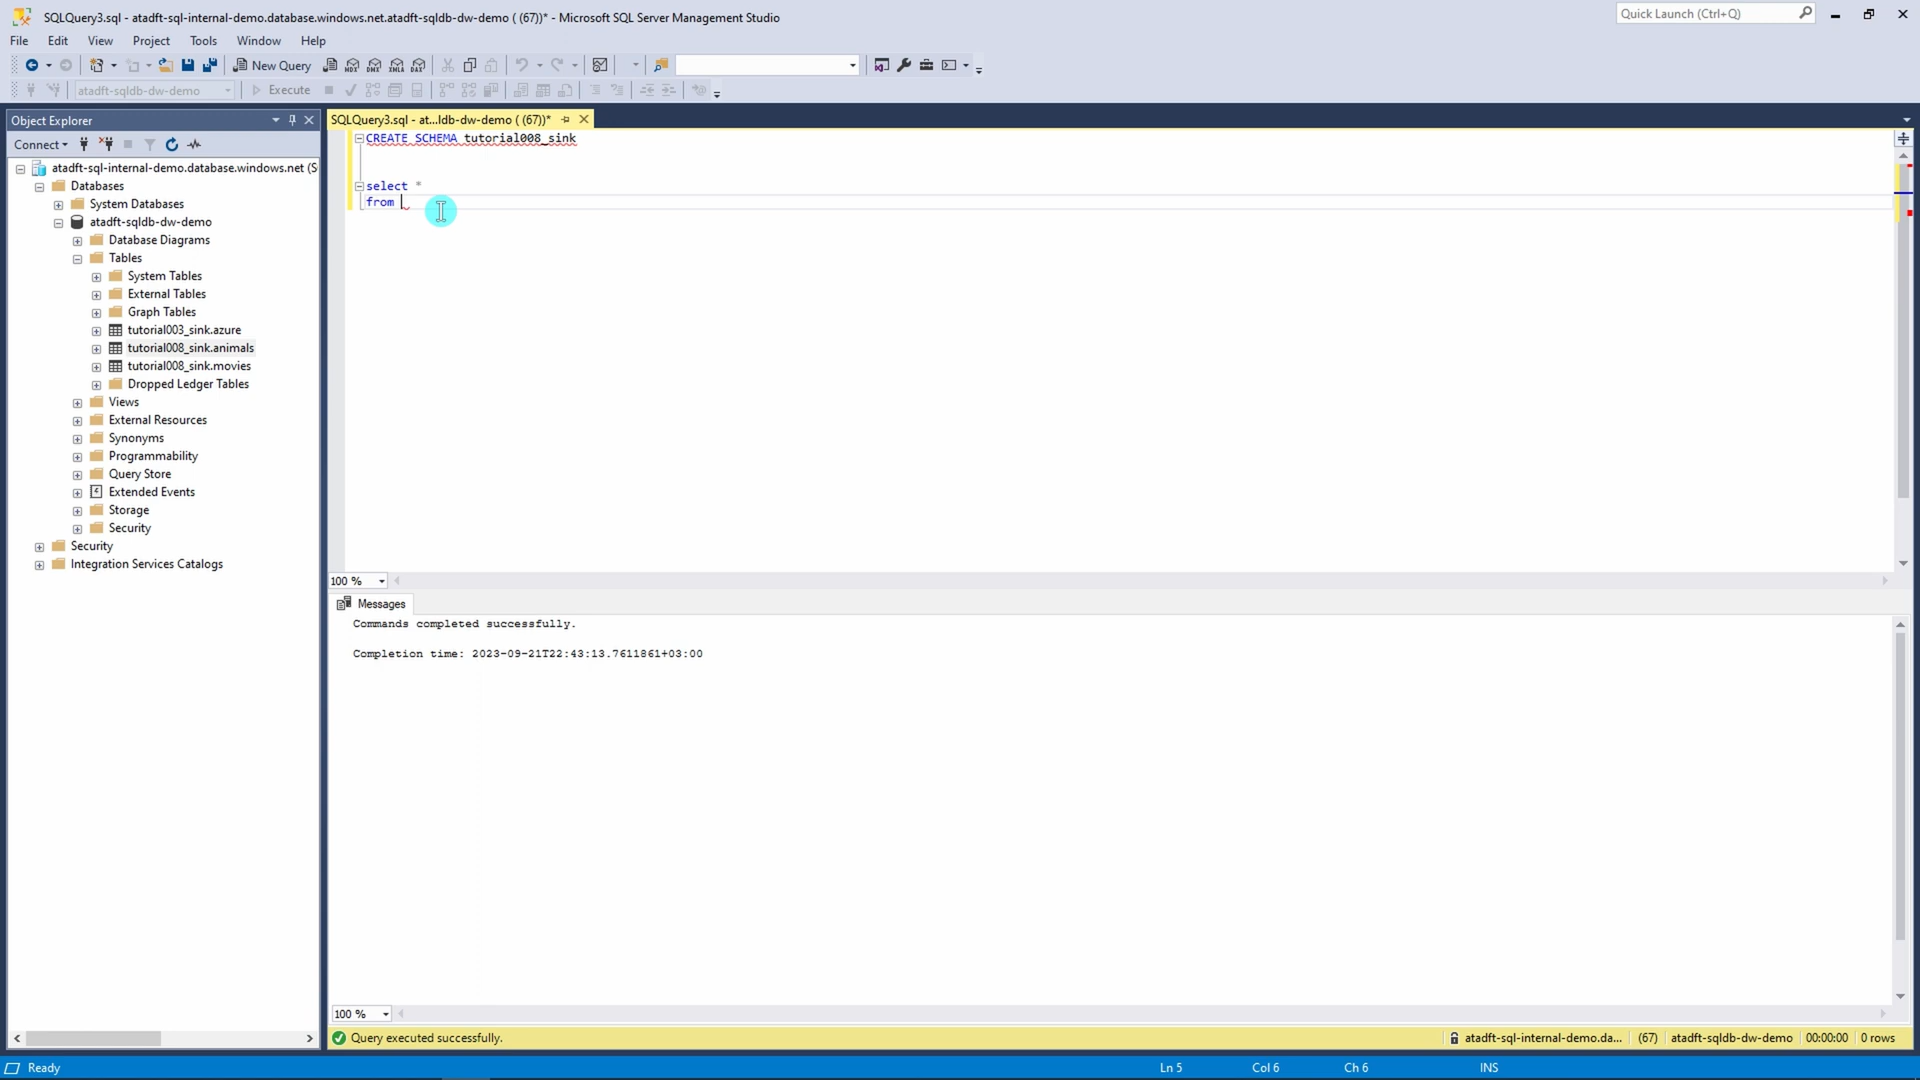 SQLQuery3.sql - atadft-sql-internal-demo.database.windows.net.atadft-sqldb-dw-demo ( (67))* - Microsoft SQL Server Management Studio
Quick Launch (Ctrl+Q)
File Edit View Project Tools Window Help
New Query
MDX DMX XMLA DAX
atadft-sqldb-dw-demo
Execute
Object Explorer
SQLQuery3.sql - at...ldb-dw-demo ( (67))*
Connect
atadft-sql-internal-demo.database.windows.net (S
Databases
System Databases
atadft-sqldb-dw-demo
Database Diagrams
Tables
System Tables
External Tables
Graph Tables
tutorial003_sink.azure
tutorial008_sink.animals
tutorial008_sink.movies
Dropped Ledger Tables
Views
External Resources
Synonyms
Programmability
Query Store
Extended Events
Storage
Security
Security
Integration Services Catalogs
CREATE SCHEMA tutorial008_sink
select *
from
100 %
Messages
Commands completed successfully.
Completion time: 2023-09-21T22:43:13.7611861+03:00
100 %
Query executed successfully.
atadft-sql-internal-demo.da... (67) atadft-sqldb-dw-demo 00:00:00 0 rows
Ready
Ln 5 Col 6 Ch 6 INS